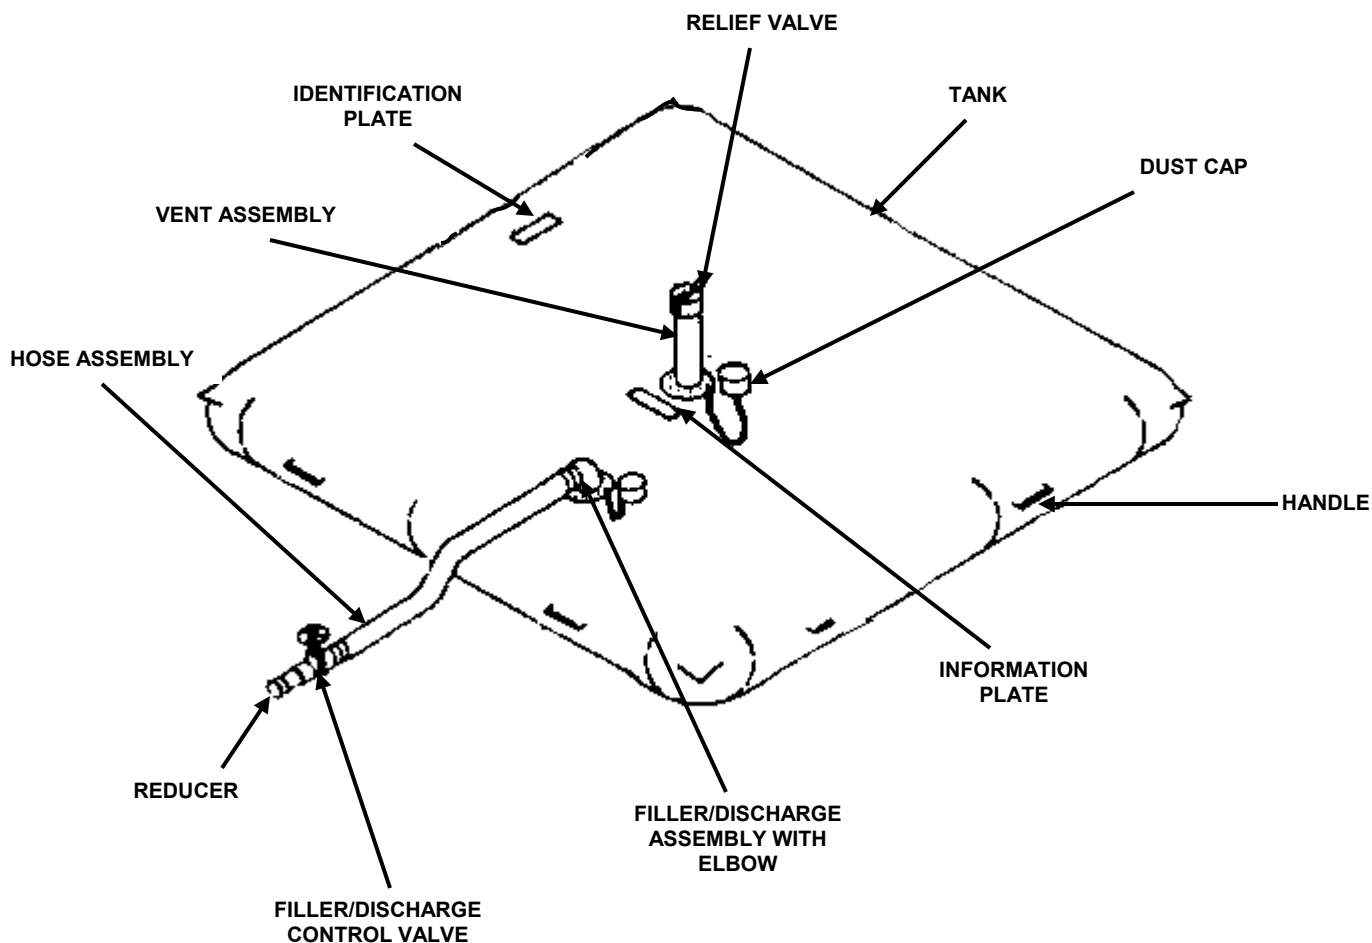 RELIEF VALVE
IDENTIFICATION
PLATE
TANK
DUST CAP
VENT ASSEMBLY
HOSE ASSEMBLY
HANDLE
INFORMATION
PLATE
REDUCER
FILLER/DISCHARGE
ASSEMBLY WITH
ELBOW
FILLER/DISCHARGE
CONTROL VALVE